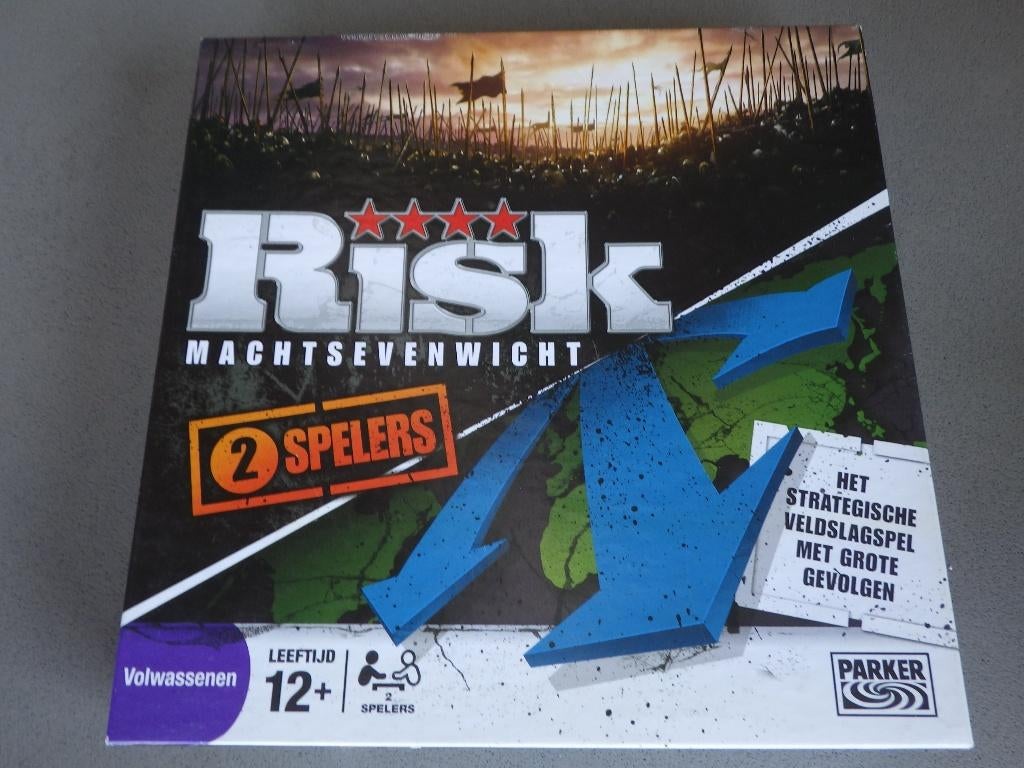 RISK
MACHTSEVENWICHT
2 SPELERS
HET
STRATEGISCHE
VELDSLAGSPEL
MET GROTE
GEVOLGEN
Volwassenen
LEEFTIJD
12+
2
SPELERS
PARKER